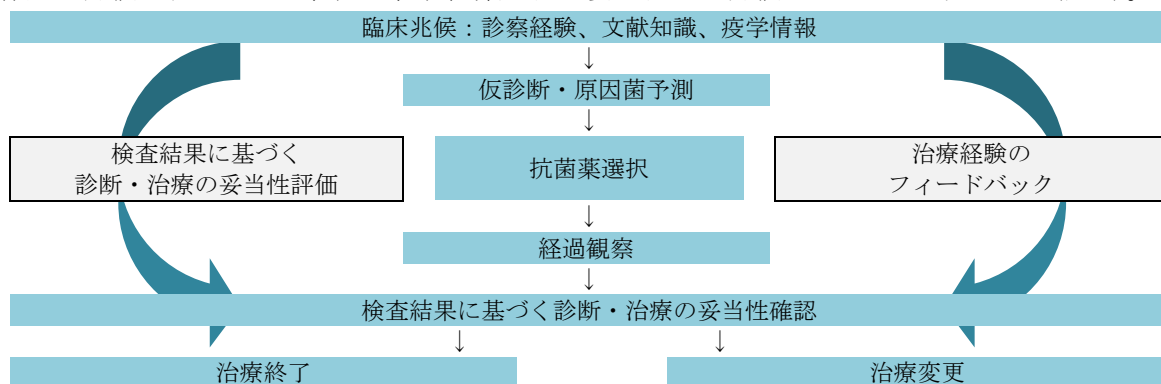 臨床兆候：診察経験、文献知識、疫学情報
↓
仮診断・原因菌予測
↓
検査結果に基づく
診断・治療の妥当性評価
抗菌薬選択
治療経験の
フィードバック
↓
経過観察
↓
検査結果に基づく診断・治療の妥当性確認
↓ ↓
治療終了 治療変更